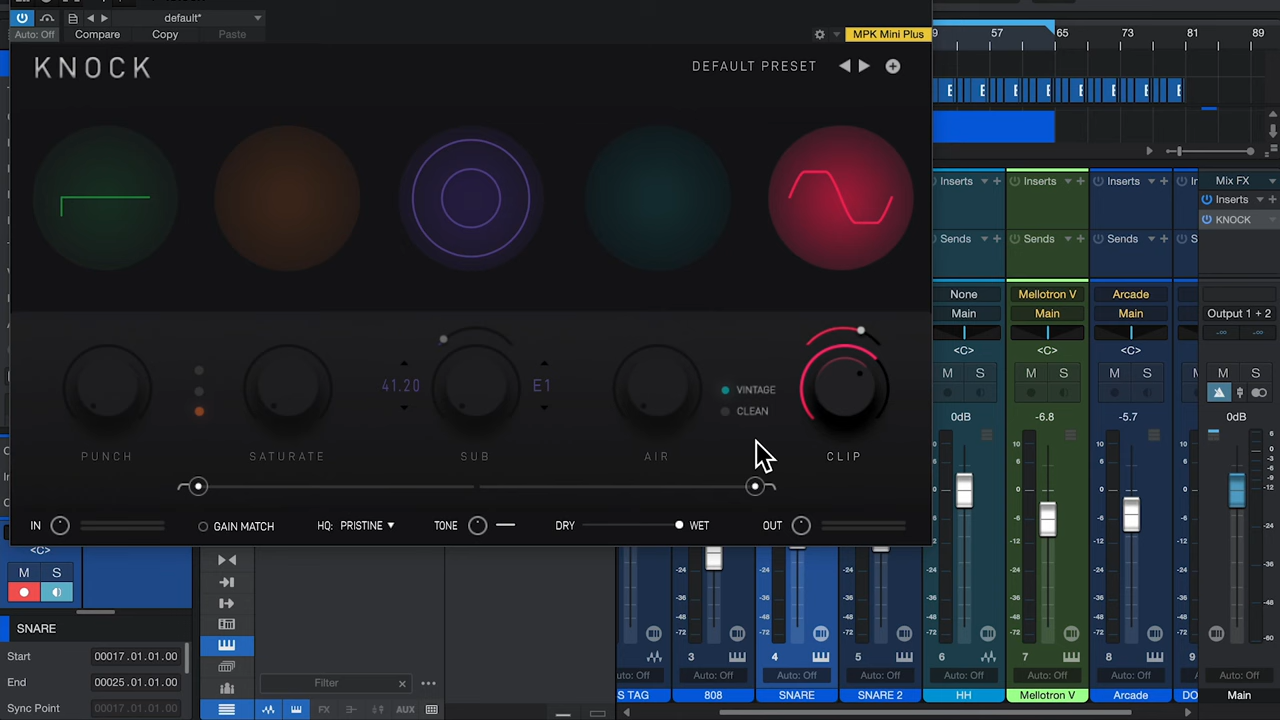 default*
Auto: Off
Compare
Copy
Paste
MPK Mini Plus
KNOCK
DEFAULT PRESET
57
65
73
81
89
Inserts
Inserts
Inserts
Mix FX
Inserts
KNOCK
Sends
Sends
Sends
None
Mellotron V
Arcade
Main
Main
Main
Output 1 + 2
<C>
<C>
<C>
M S
M S
M S
M S
0dB
-6.8
-5.7
0dB
41.20
E1
VINTAGE
CLEAN
PUNCH
SATURATE
SUB
AIR
CLIP
IN
GAIN MATCH
HQ: PRISTINE
TONE
DRY
WET
OUT
<C>
M S
SNARE
Start 00017.01.01.00
End 00025.01.01.00
Sync Point 00017.01.01.00
Filter
FX
AUX
3
4
5
6
7
8
9
Auto: Off
Auto: Off
Auto: Off
Auto: Off
Auto: Off
Auto: Off
Auto: Off
S TAG
808
SNARE
SNARE 2
HH
Mellotron V
Arcade
DO
Main